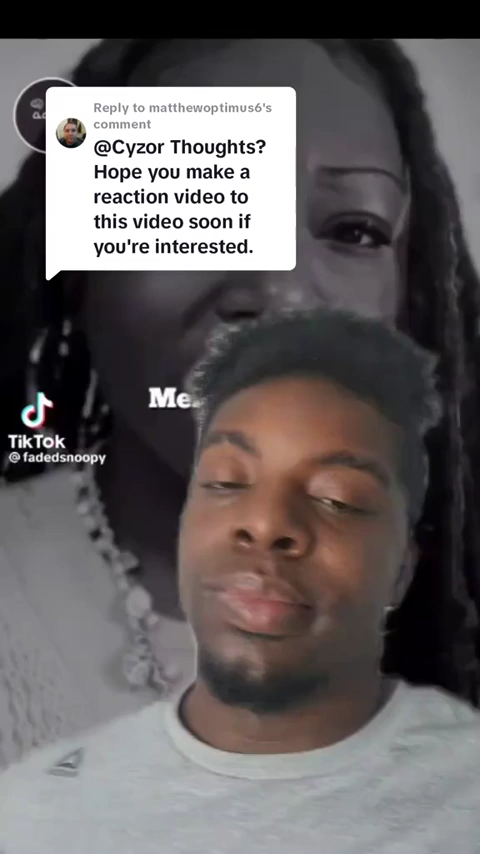 Reply to matthewoptimus6's
comment
@Cyzor Thoughts?
Hope you make a
reaction video to
this video soon if
you're interested.
TikTok
@fadedsnoopy